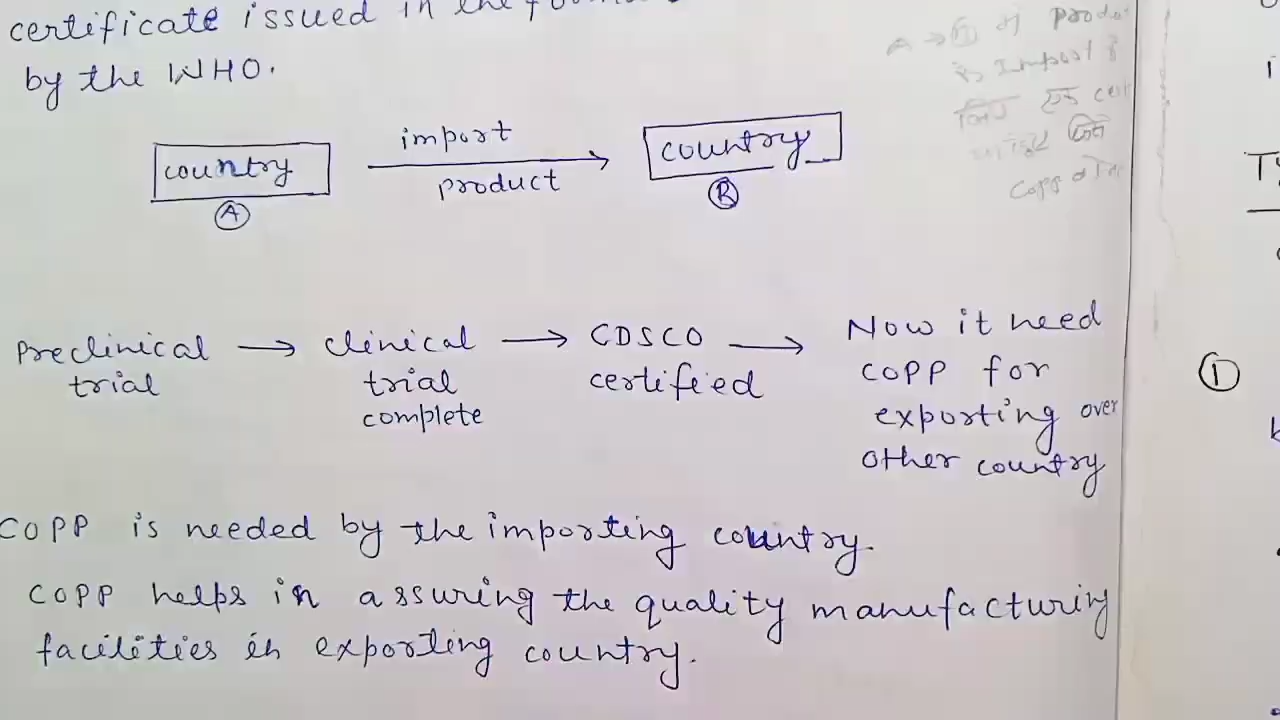 certificate issued in the
by the WHO.
import
country
country
product
A
B
Preclinical → clinical → CDSCO → Now it need
trial trial certified COPP for
complete exporting over
other country
COPP is needed by the importing country.
COPP helps in assuring the quality manufacturing
facilities in exporting country.
1